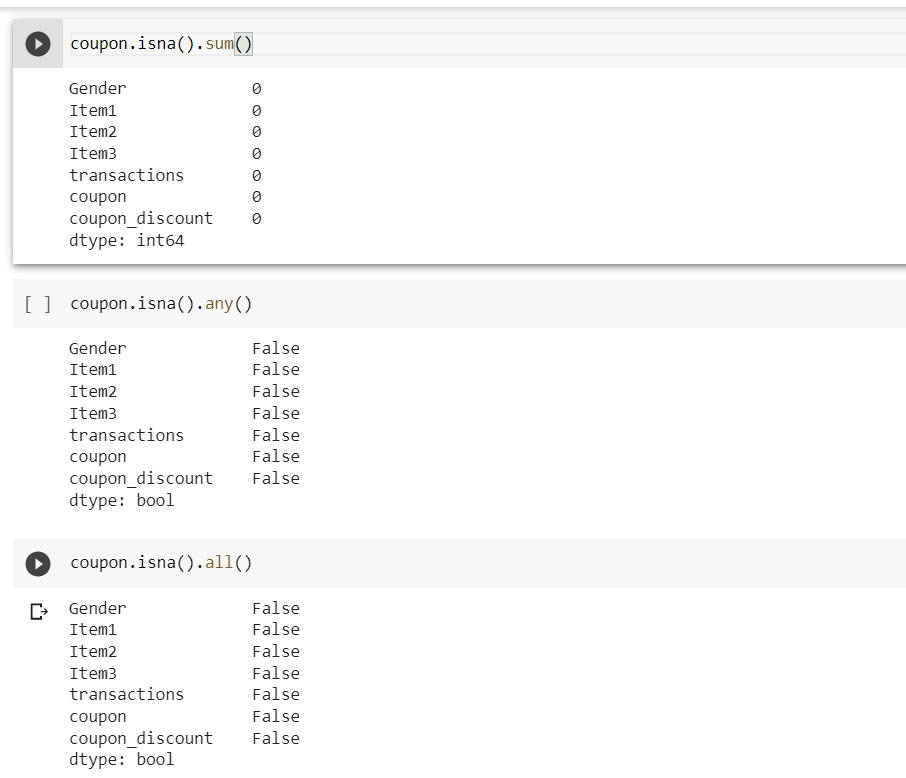 coupon.isna().sum()
Gender 0
Item1 0
Item2 0
Item3 0
transactions 0
coupon 0
coupon_discount 0
dtype: int64
[ ] coupon.isna().any()
Gender False
Item1 False
Item2 False
Item3 False
transactions False
coupon False
coupon_discount False
dtype: bool
coupon.isna().all()
Gender False
Item1 False
Item2 False
Item3 False
transactions False
coupon False
coupon_discount False
dtype: bool